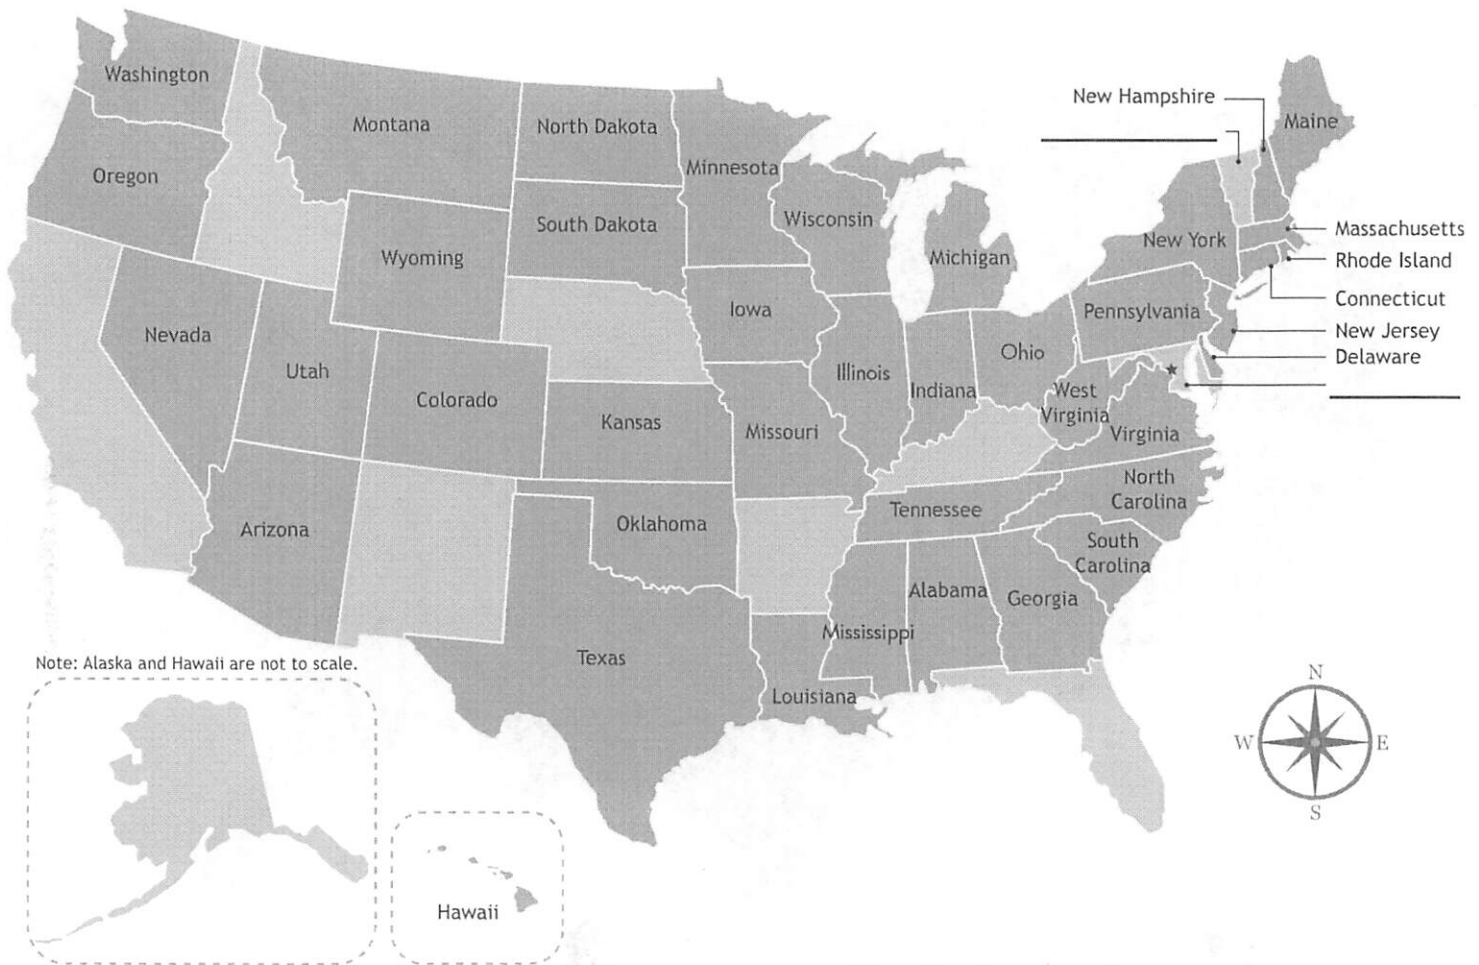 Washington
Montana
North Dakota
Minnesota
New Hampshire
Maine
Oregon
South Dakota
Wisconsin
Wyoming
Michigan
New York
Massachusetts
Rhode Island
Connecticut
Nevada
Iowa
Pennsylvania
New Jersey
Delaware
Utah
Colorado
Illinois
Indiana
Ohio
West
Virginia
Kansas
Missouri
Virginia
Arizona
Oklahoma
Tennessee
North
Carolina
South
Carolina
Alabama
Georgia
Mississippi
Texas
Louisiana
Note: Alaska and Hawaii are not to scale.
Hawaii
N
W
E
S